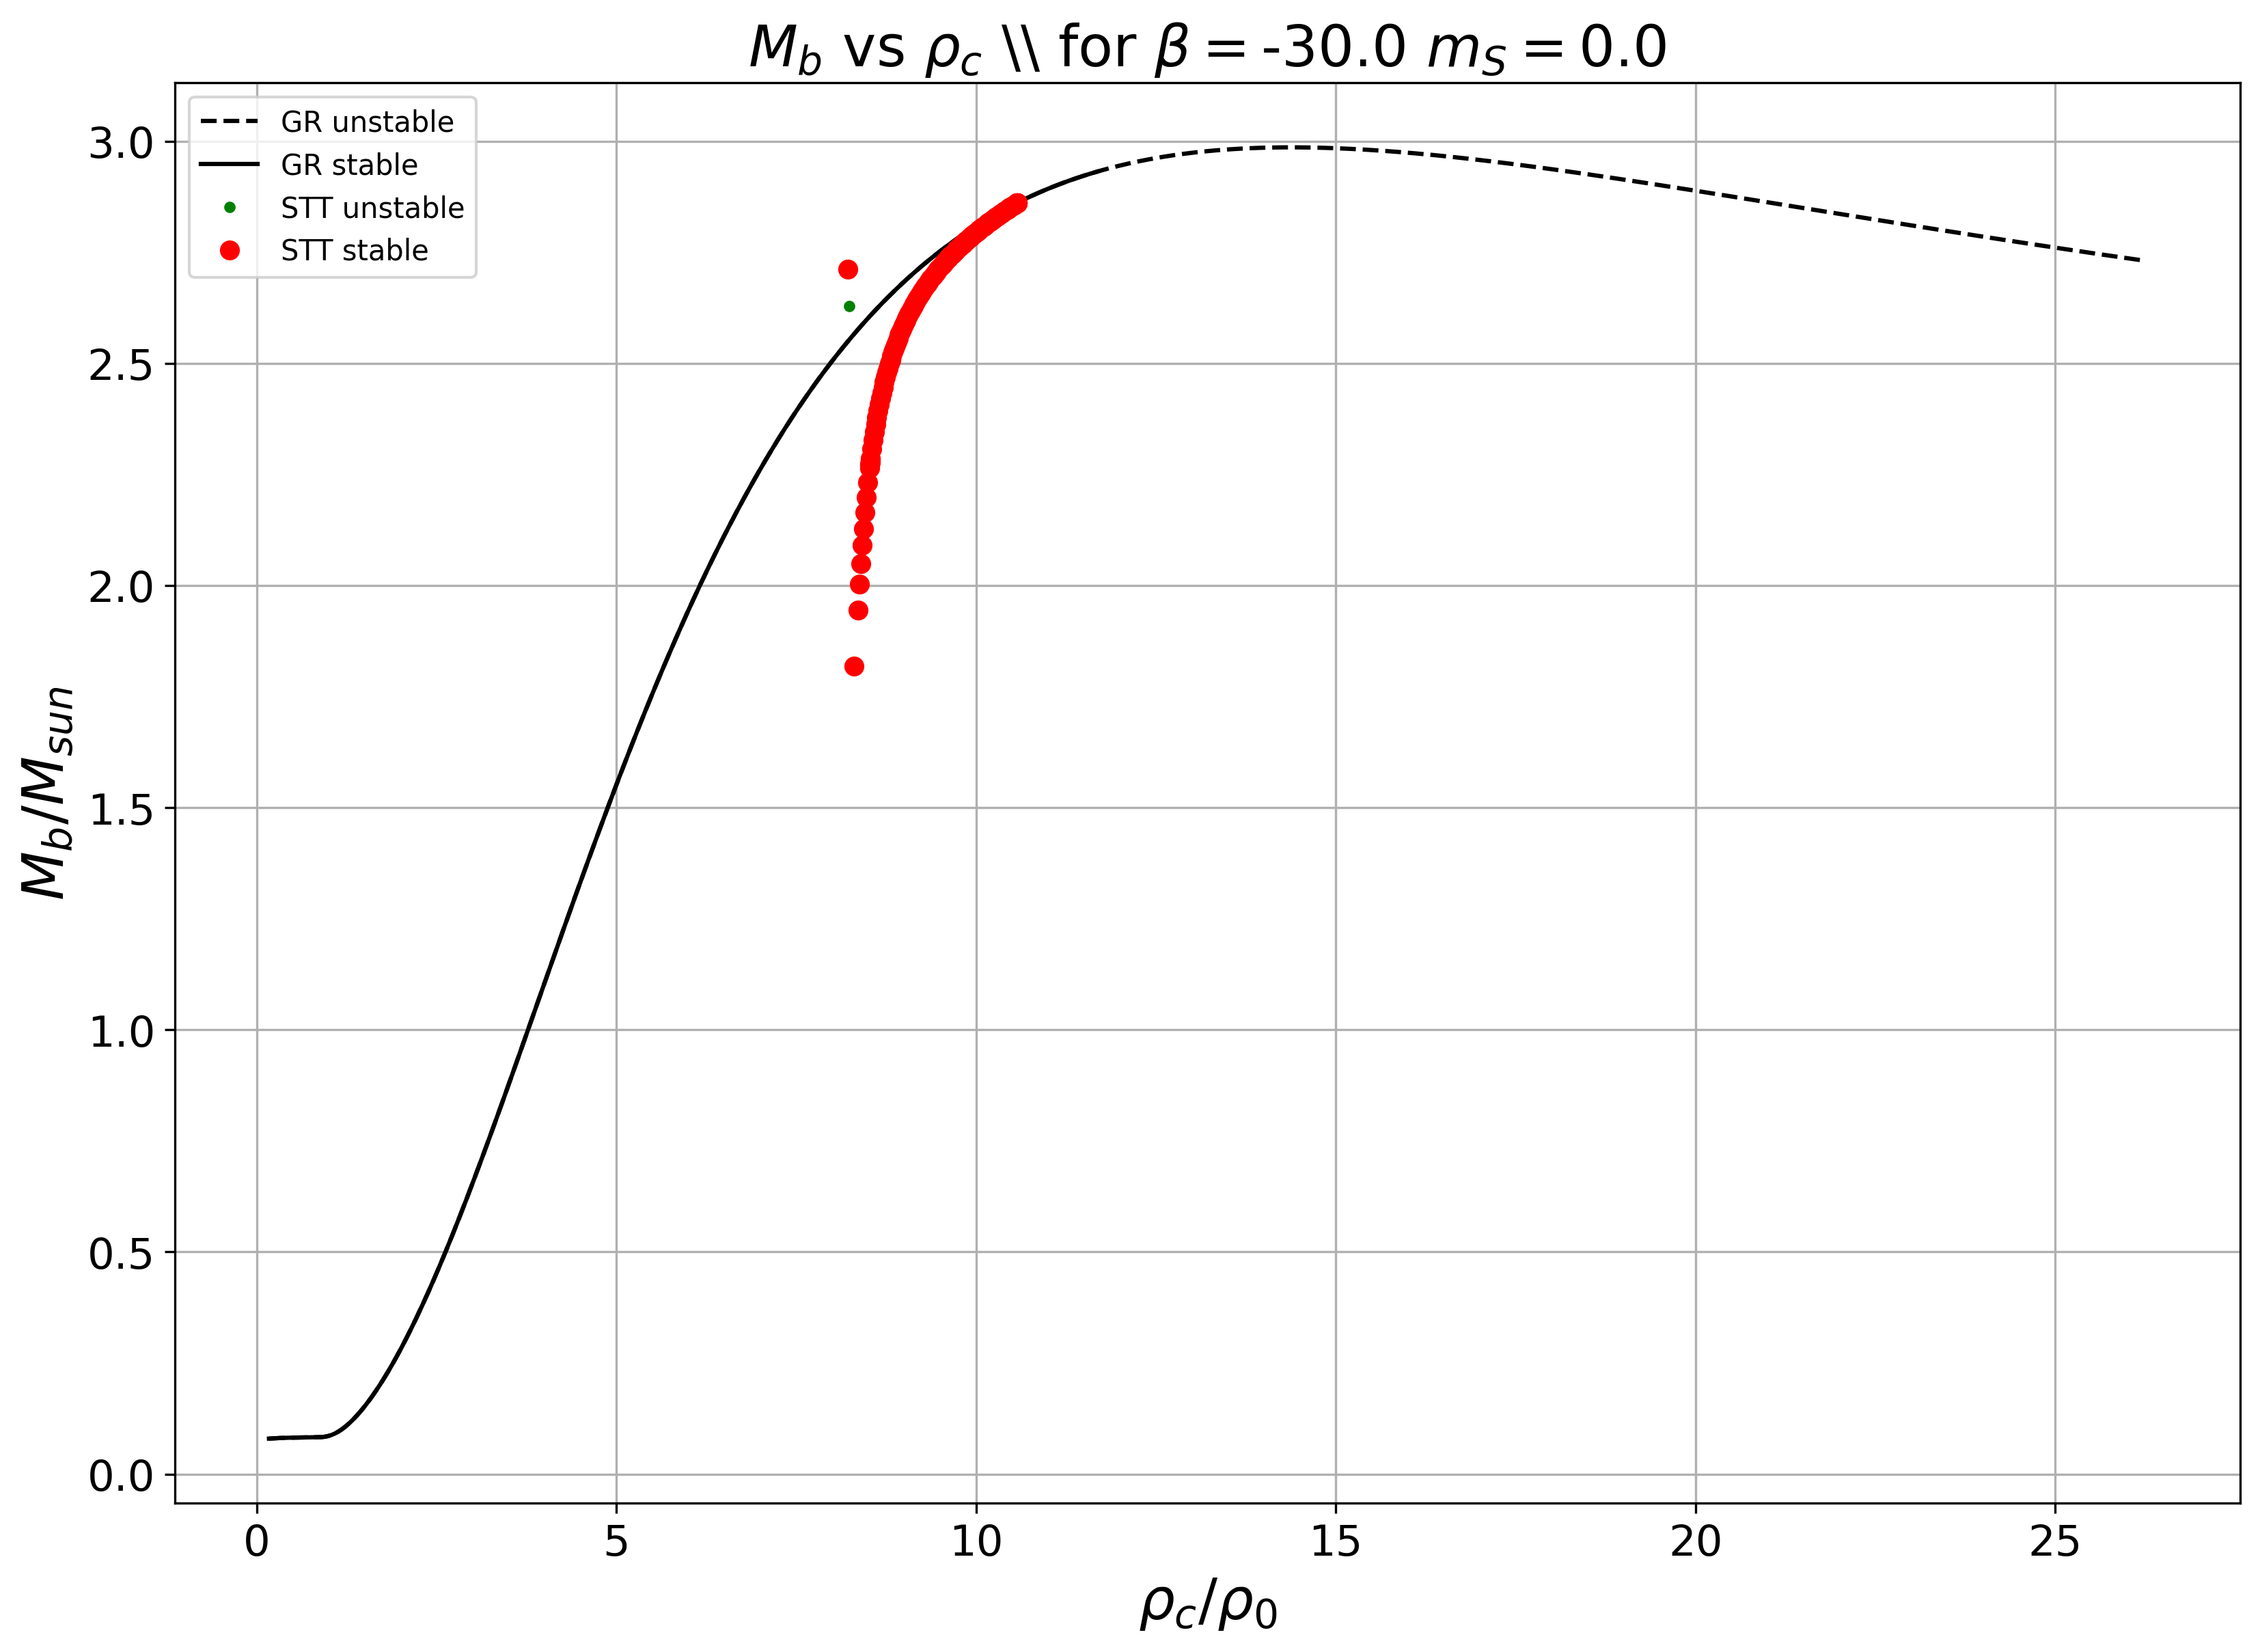 M_b vs ρ_c \\ for β = -30.0 m_S = 0.0
GR unstable
GR stable
STT unstable
STT stable
3.0
2.5
2.0
1.5
1.0
0.5
0.0
M_b/M_sun
0 5 10 15 20 25
ρ_c/ρ_0